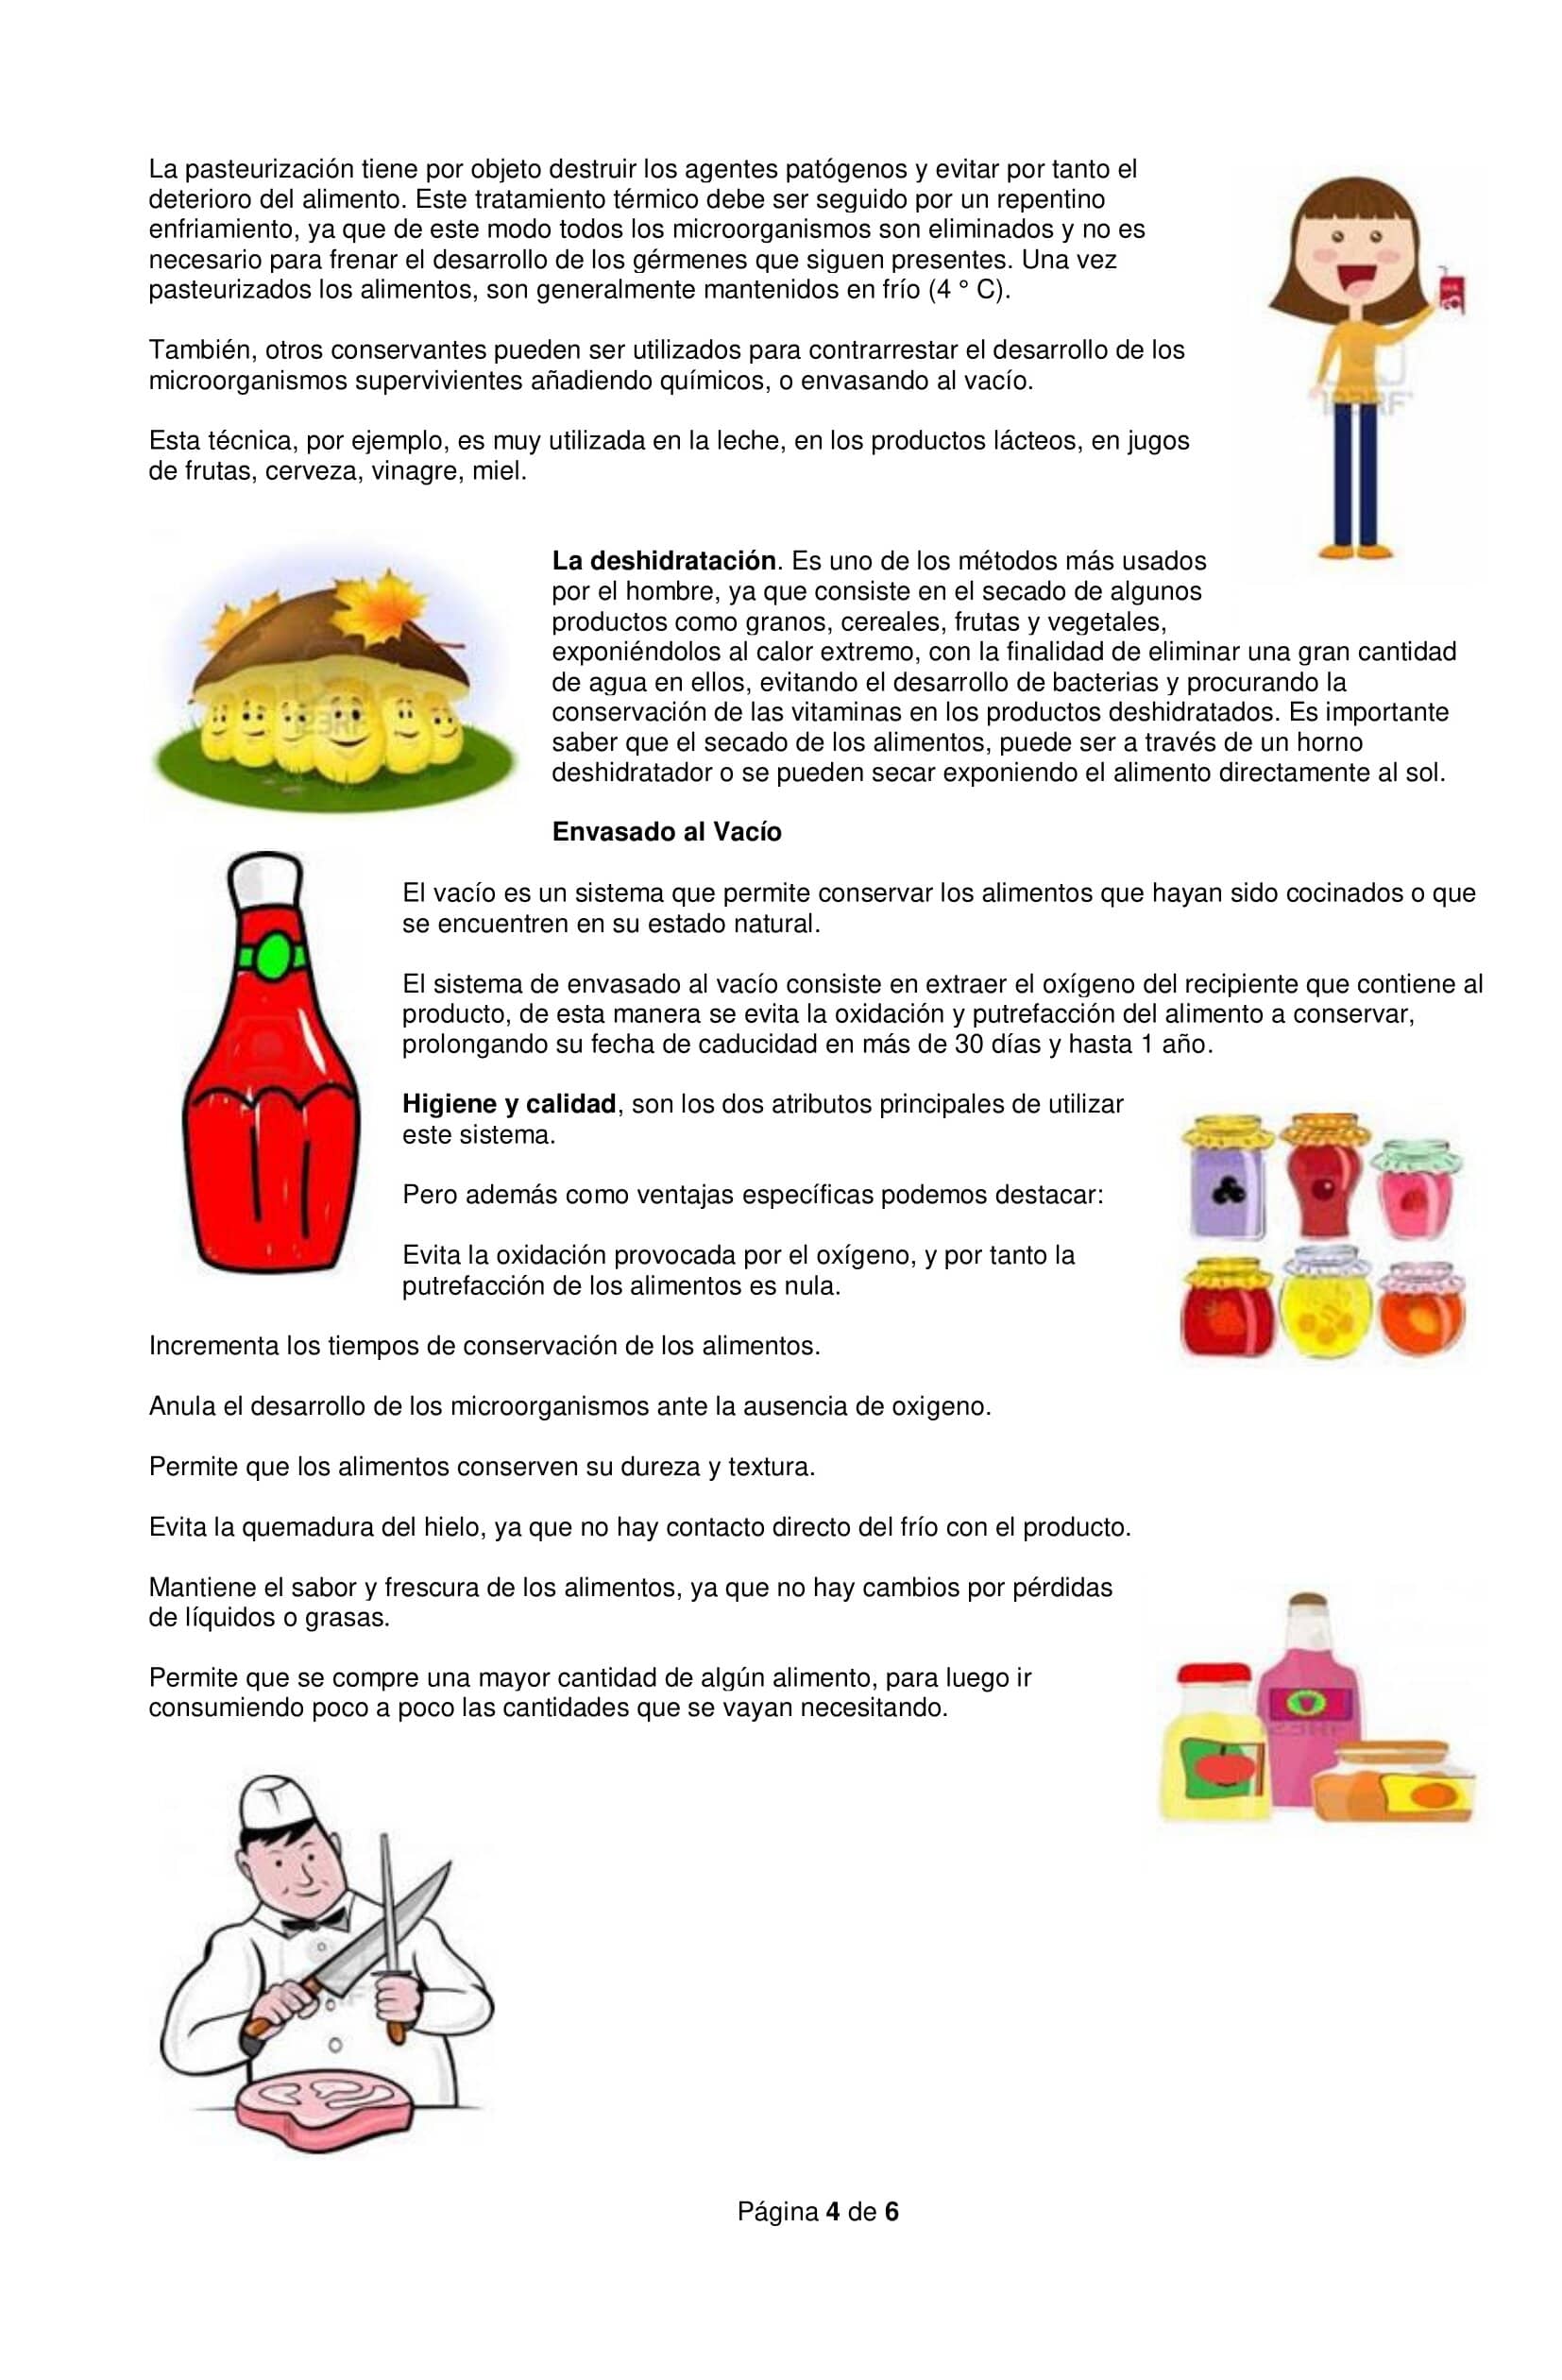 La pasteurización tiene por objeto destruir los agentes patógenos y evitar por tanto el
deterioro del alimento. Este tratamiento térmico debe ser seguido por un repentino
enfriamiento, ya que de este modo todos los microorganismos son eliminados y no es
necesario para frenar el desarrollo de los gérmenes que siguen presentes. Una vez
pasteurizados los alimentos, son generalmente mantenidos en frío (4 ° C).
También, otros conservantes pueden ser utilizados para contrarrestar el desarrollo de los
microorganismos supervivientes añadiendo químicos, o envasando al vacío.
Esta técnica, por ejemplo, es muy utilizada en la leche, en los productos lácteos, en jugos
de frutas, cerveza, vinagre, miel.
La deshidratación. Es uno de los métodos más usados
por el hombre, ya que consiste en el secado de algunos
productos como granos, cereales, frutas y vegetales,
exponiéndolos al calor extremo, con la finalidad de eliminar una gran cantidad
de agua en ellos, evitando el desarrollo de bacterias y procurando la
conservación de las vitaminas en los productos deshidratados. Es importante
saber que el secado de los alimentos, puede ser a través de un horno
deshidratador o se pueden secar exponiendo el alimento directamente al sol.
Envasado al Vacío
El vacío es un sistema que permite conservar los alimentos que hayan sido cocinados o que
se encuentren en su estado natural.
El sistema de envasado al vacío consiste en extraer el oxígeno del recipiente que contiene al
producto, de esta manera se evita la oxidación y putrefacción del alimento a conservar,
prolongando su fecha de caducidad en más de 30 días y hasta 1 año.
Higiene y calidad, son los dos atributos principales de utilizar
este sistema.
Pero además como ventajas específicas podemos destacar:
Evita la oxidación provocada por el oxígeno, y por tanto la
putrefacción de los alimentos es nula.
Incrementa los tiempos de conservación de los alimentos.
Anula el desarrollo de los microorganismos ante la ausencia de oxigeno.
Permite que los alimentos conserven su dureza y textura.
Evita la quemadura del hielo, ya que no hay contacto directo del frío con el producto.
Mantiene el sabor y frescura de los alimentos, ya que no hay cambios por pérdidas
de líquidos o grasas.
Permite que se compre una mayor cantidad de algún alimento, para luego ir
consumiendo poco a poco las cantidades que se vayan necesitando.
123RF
123RF
123RF
Página 4 de 6